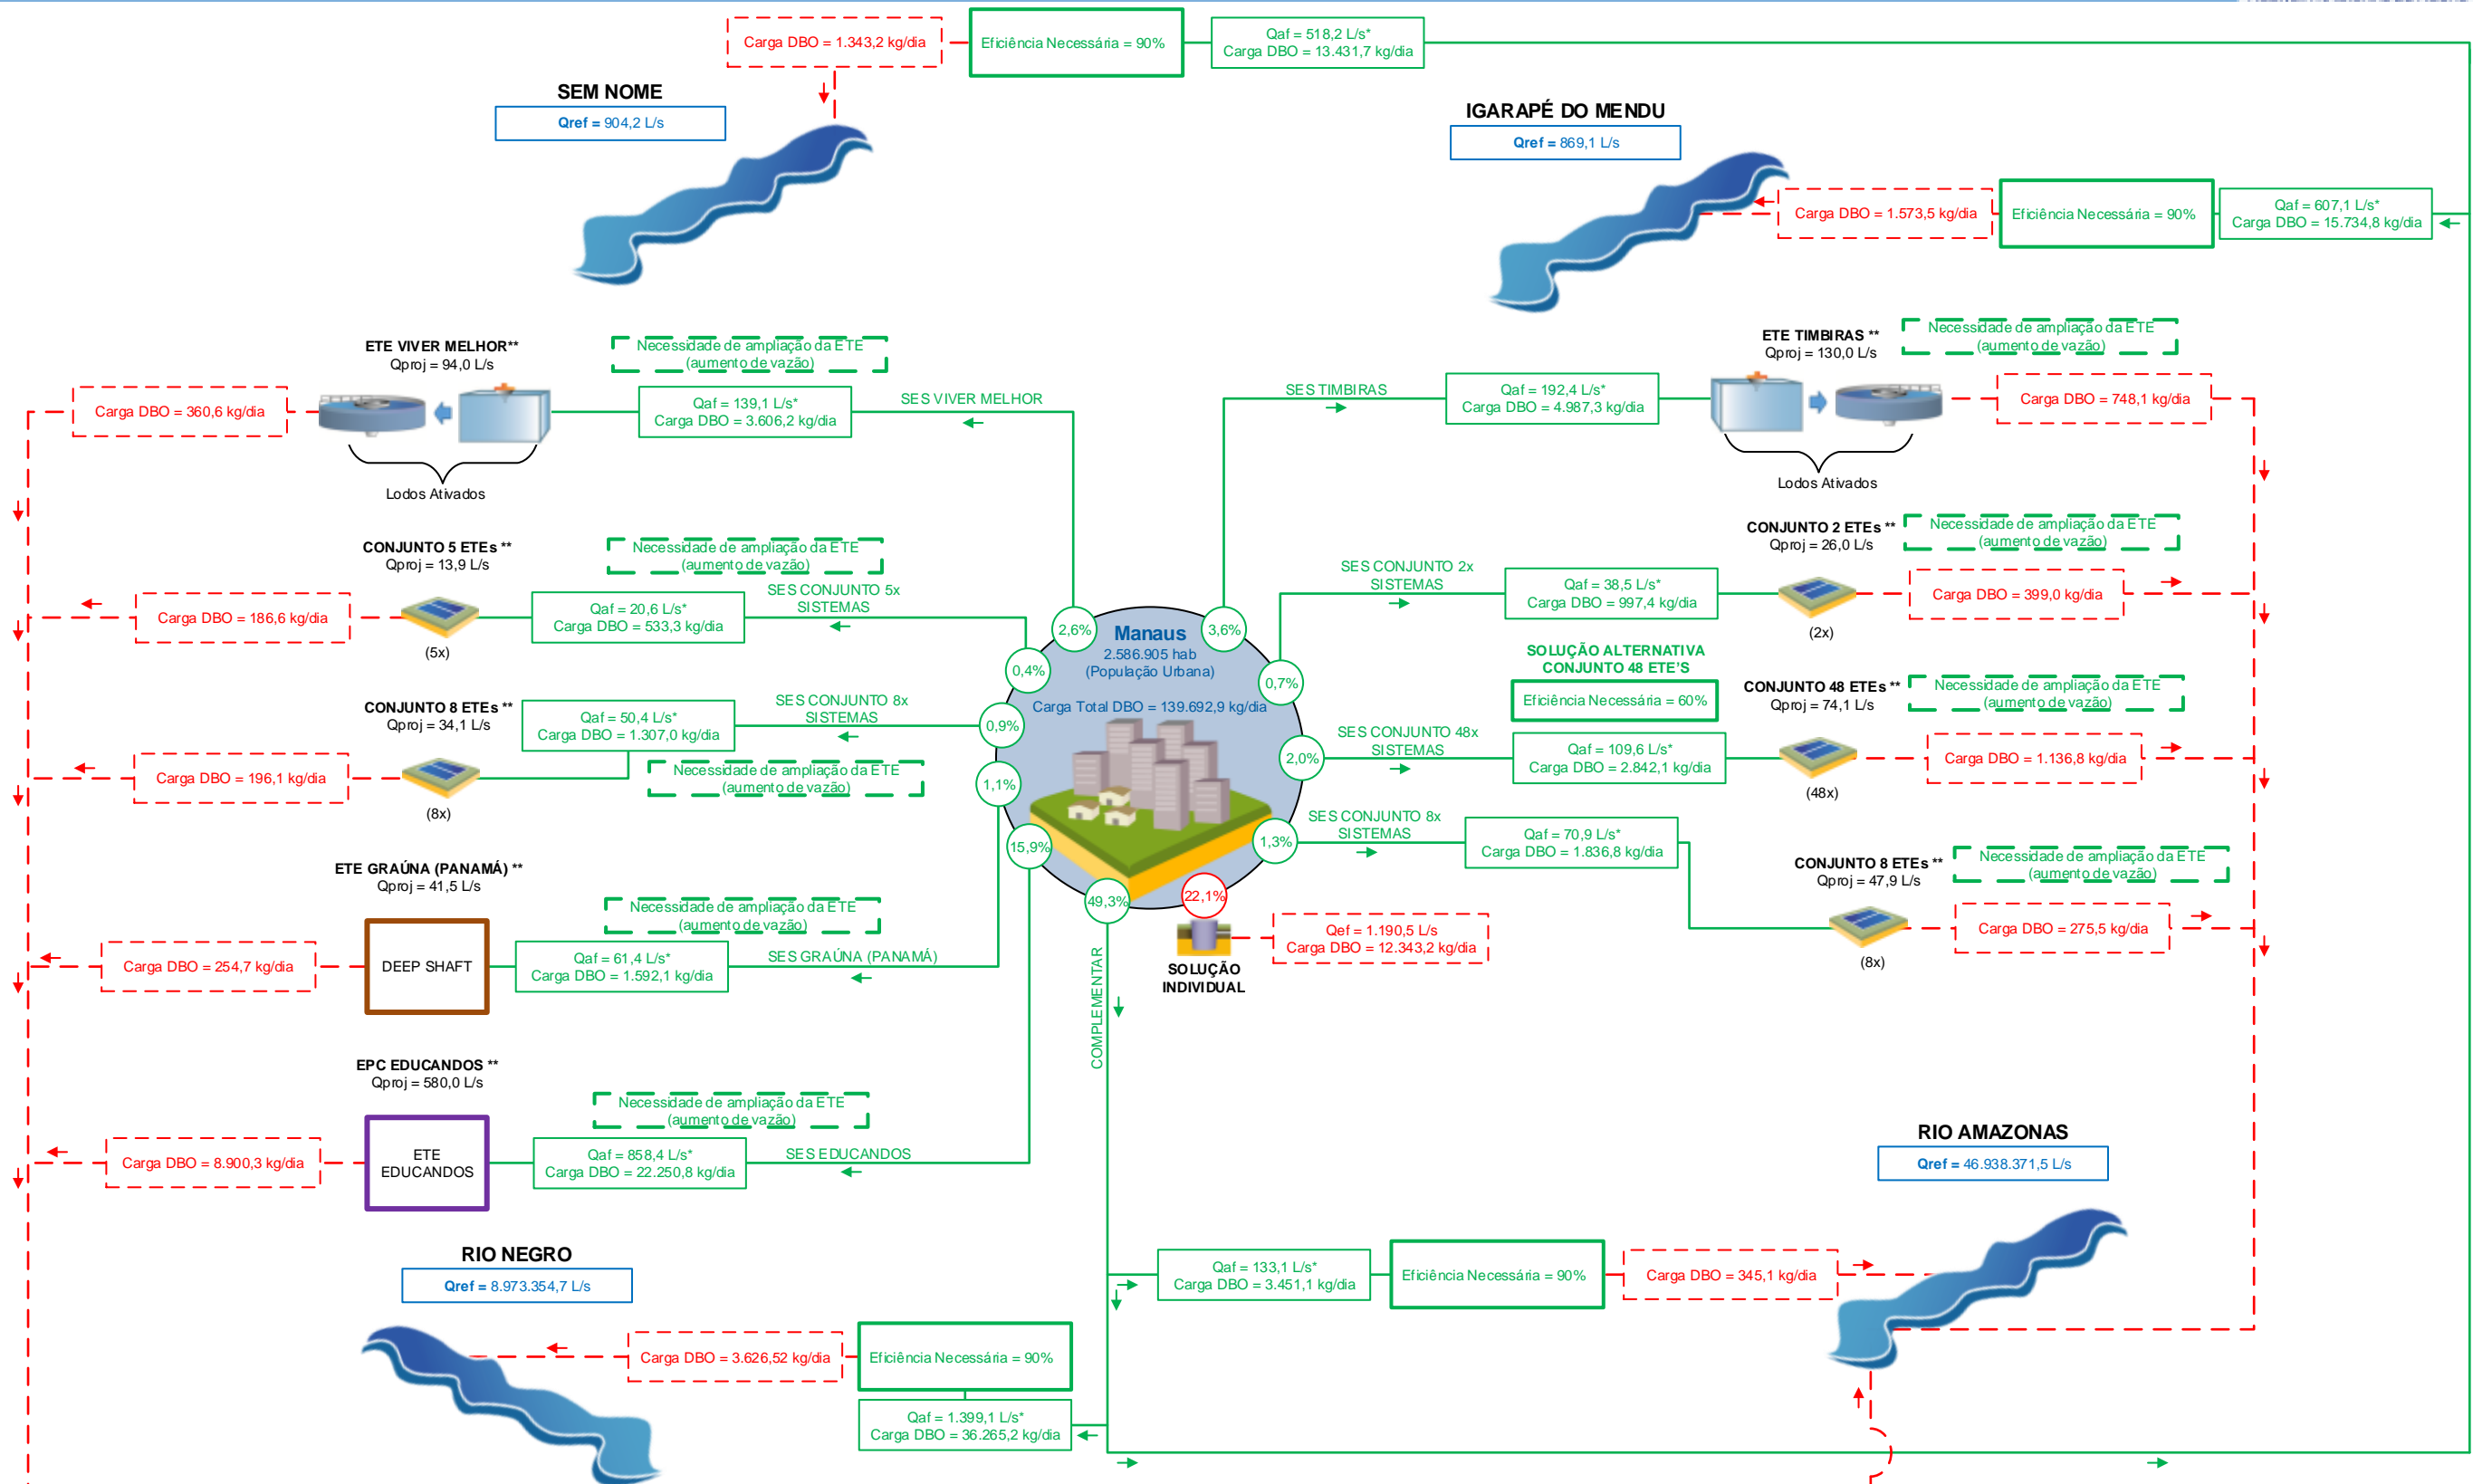 Carga DBO = 1.343,2 kg/dia
Eficiência Necessária = 90%
Qaf = 518,2 L/s*
Carga DBO = 13.431,7 kg/dia
SEM NOME
Qref = 904,2 L/s
IGARAPÉ DO MENDU
Qref = 869,1 L/s
Carga DBO = 1.573,5 kg/dia
Eficiência Necessária = 90%
Qaf = 607,1 L/s*
Carga DBO = 15.734,8 kg/dia
ETE VIVER MELHOR**
Qproj = 94,0 L/s
Necessidade de ampliação da ETE
(aumento de vazão)
Carga DBO = 360,6 kg/dia
Qaf = 139,1 L/s*
Carga DBO = 3.606,2 kg/dia
SES VIVER MELHOR
Lodos Ativados
ETE TIMBIRAS **
Qproj = 130,0 L/s
Necessidade de ampliação da ETE
(aumento de vazão)
SES TIMBIRAS
Qaf = 192,4 L/s*
Carga DBO = 4.987,3 kg/dia
Carga DBO = 748,1 kg/dia
Lodos Ativados
CONJUNTO 5 ETEs **
Qproj = 13,9 L/s
Necessidade de ampliação da ETE
(aumento de vazão)
Carga DBO = 186,6 kg/dia
(5x)
Qaf = 20,6 L/s*
Carga DBO = 533,3 kg/dia
SES CONJUNTO 5x
SISTEMAS
CONJUNTO 2 ETEs **
Qproj = 26,0 L/s
Necessidade de ampliação da ETE
(aumento de vazão)
SES CONJUNTO 2x
SISTEMAS
Qaf = 38,5 L/s*
Carga DBO = 997,4 kg/dia
(2x)
Carga DBO = 399,0 kg/dia
2,6%
3,6%
Manaus
2.586.905 hab
(População Urbana)
Carga Total DBO = 139.692,9 kg/dia
0,4%
0,7%
0,9%
2,0%
1,1%
1,3%
15,9%
49,3%
22,1%
CONJUNTO 8 ETEs **
Qproj = 34,1 L/s
Qaf = 50,4 L/s*
Carga DBO = 1.307,0 kg/dia
SES CONJUNTO 8x
SISTEMAS
Carga DBO = 196,1 kg/dia
(8x)
Necessidade de ampliação da ETE
(aumento de vazão)
SOLUÇÃO ALTERNATIVA
CONJUNTO 48 ETE'S
Eficiência Necessária = 60%
CONJUNTO 48 ETEs **
Qproj = 74,1 L/s
Necessidade de ampliação da ETE
(aumento de vazão)
SES CONJUNTO 48x
SISTEMAS
Qaf = 109,6 L/s*
Carga DBO = 2.842,1 kg/dia
(48x)
Carga DBO = 1.136,8 kg/dia
SES CONJUNTO 8x
SISTEMAS
Qaf = 70,9 L/s*
Carga DBO = 1.836,8 kg/dia
CONJUNTO 8 ETEs **
Qproj = 47,9 L/s
Necessidade de ampliação da ETE
(aumento de vazão)
(8x)
Carga DBO = 275,5 kg/dia
ETE GRAÚNA (PANAMÁ) **
Qproj = 41,5 L/s
Necessidade de ampliação da ETE
(aumento de vazão)
Carga DBO = 254,7 kg/dia
DEEP SHAFT
Qaf = 61,4 L/s*
Carga DBO = 1.592,1 kg/dia
SES GRAÚNA (PANAMÁ)
SOLUÇÃO
INDIVIDUAL
Qef = 1.190,5 L/s
Carga DBO = 12.343,2 kg/dia
COMPLEMENTAR
EPC EDUCANDOS **
Qproj = 580,0 L/s
Necessidade de ampliação da ETE
(aumento de vazão)
Carga DBO = 8.900,3 kg/dia
ETE
EDUCANDOS
Qaf = 858,4 L/s*
Carga DBO = 22.250,8 kg/dia
SES EDUCANDOS
RIO AMAZONAS
Qref = 46.938.371,5 L/s
RIO NEGRO
Qref = 8.973.354,7 L/s
Qaf = 133,1 L/s*
Carga DBO = 3.451,1 kg/dia
Eficiência Necessária = 90%
Carga DBO = 345,1 kg/dia
Carga DBO = 3.626,52 kg/dia
Eficiência Necessária = 90%
Qaf = 1.399,1 L/s*
Carga DBO = 36.265,2 kg/dia